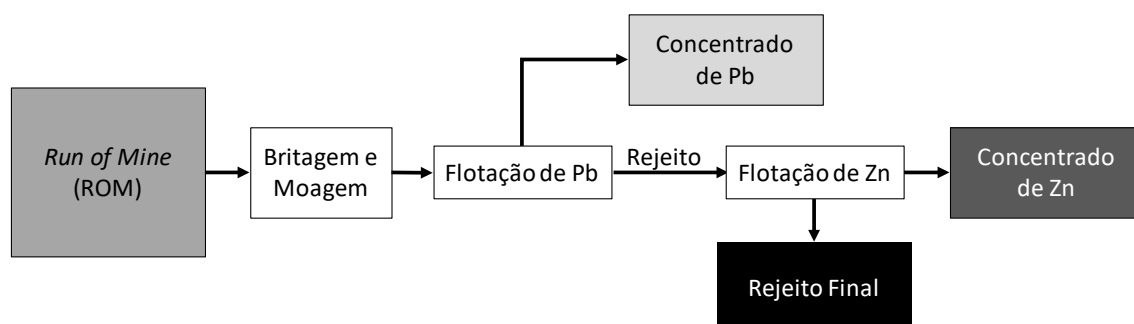 Run of Mine
(ROM)
Britagem e
Moagem
Flotação de Pb
Concentrado
de Pb
Rejeito
Flotação de Zn
Concentrado
de Zn
Rejeito Final